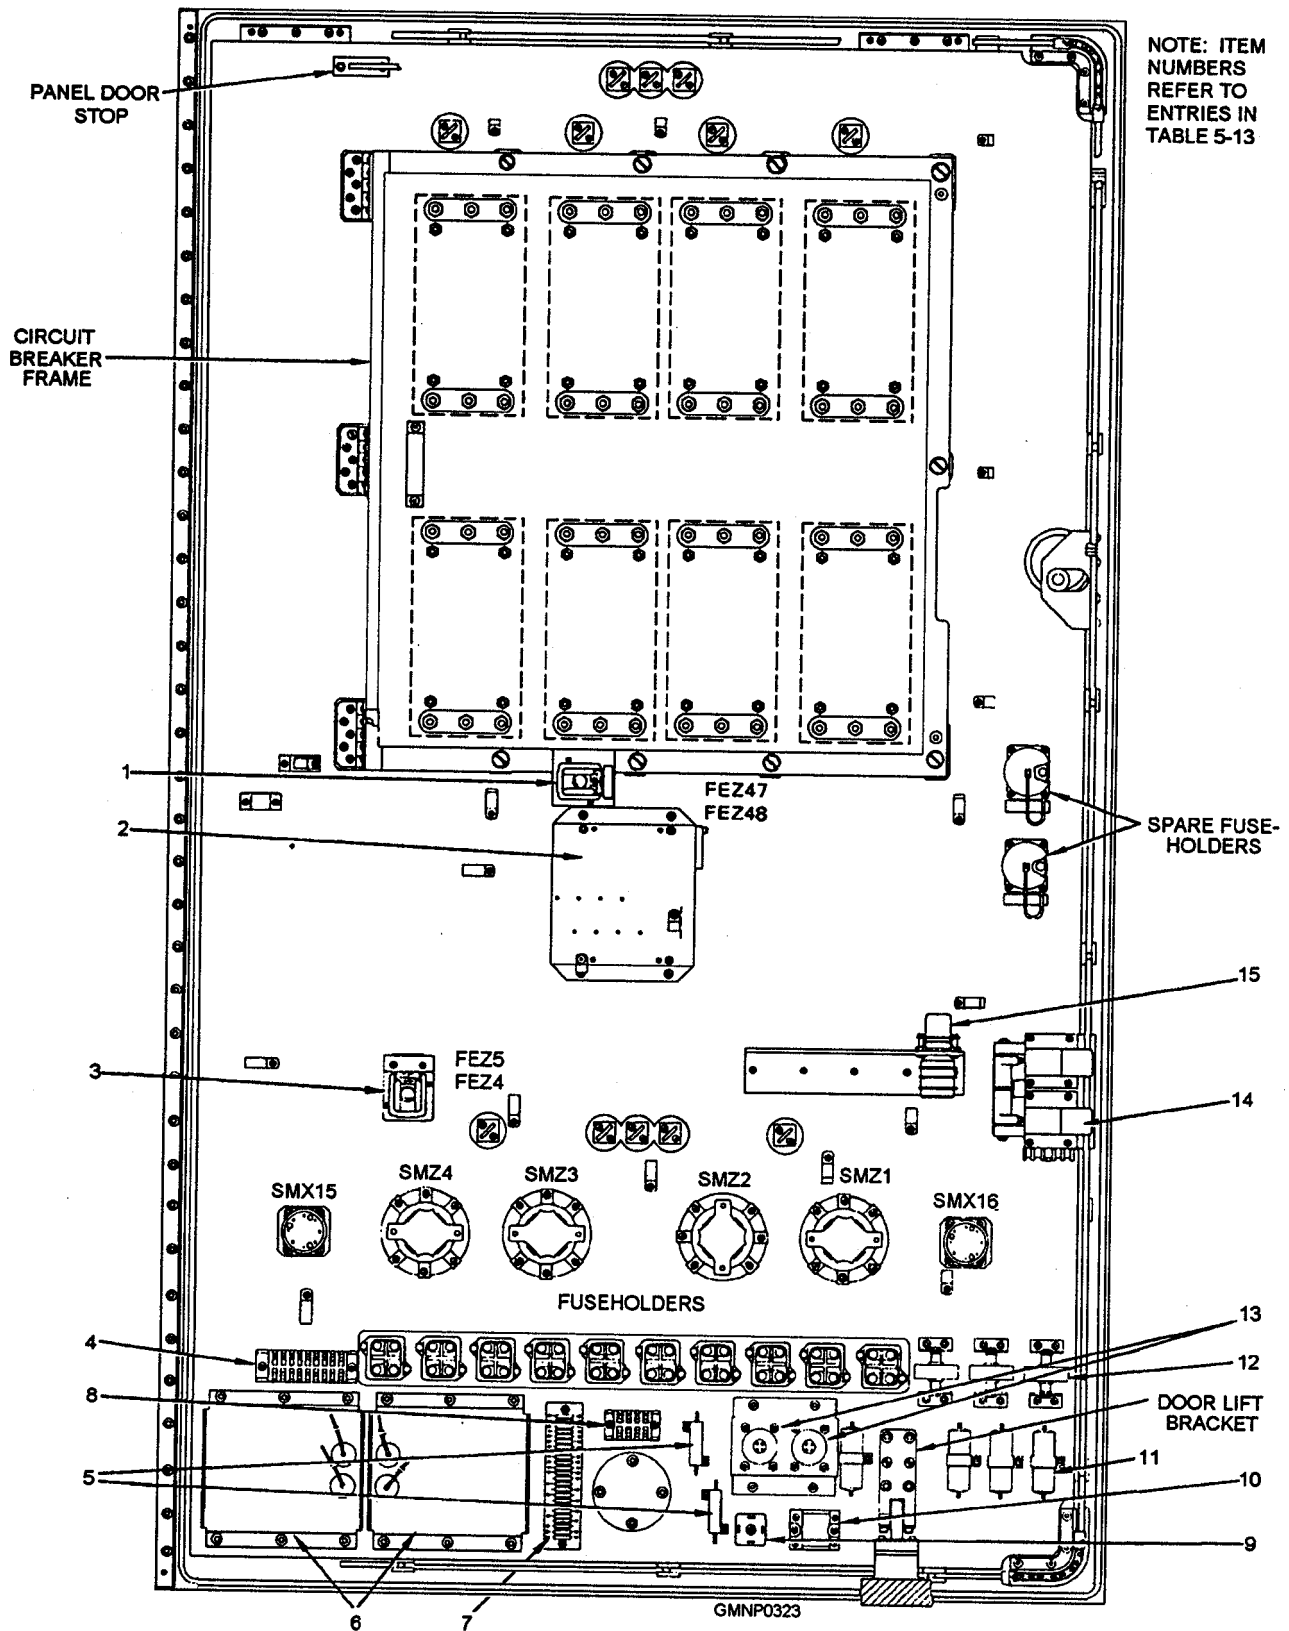 NOTE: ITEM
NUMBERS
REFER TO
ENTRIES IN
TABLE 5-13
PANEL DOOR
STOP
CIRCUIT
BREAKER
FRAME
1
FEZ47
FEZ48
2
SPARE FUSE-
HOLDERS
15
3
FEZ5
FEZ4
14
SMX15
SMZ4
SMZ3
SMZ2
SMZ1
SMX16
FUSEHOLDERS
13
4
12
8
DOOR LIFT
BRACKET
5
11
10
9
6
7
GMNP0323